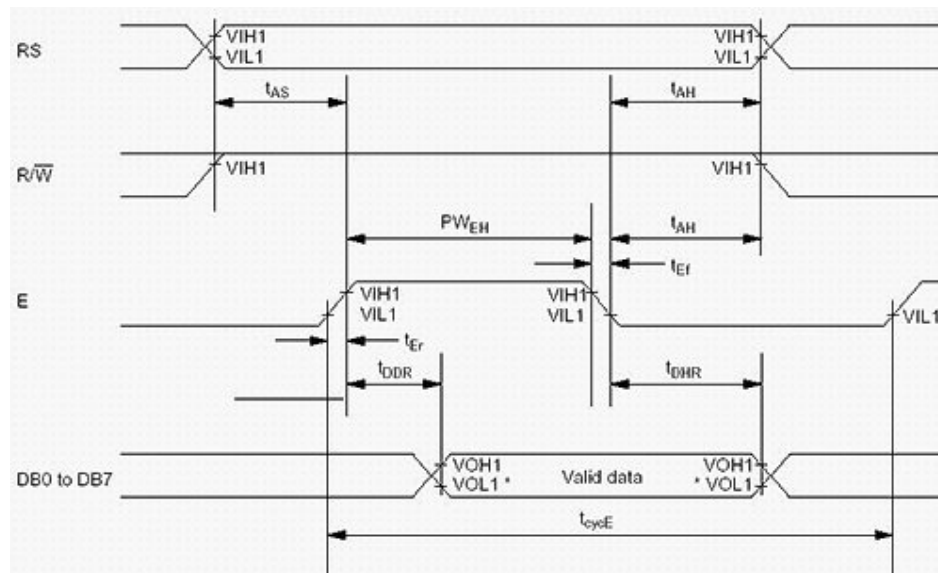 RS
VIH1
VIL1
VIH1
VIL1
tAS
tAH
R/W̅
VIH1
VIH1
PWEH
tAH
tEf
E
VIH1
VIL1
VIH1
VIL1
VIL1
tEr
tDDR
tDHR
DB0 to DB7
VOH1
VOL1 *
Valid data
VOH1
* VOL1
tcycE